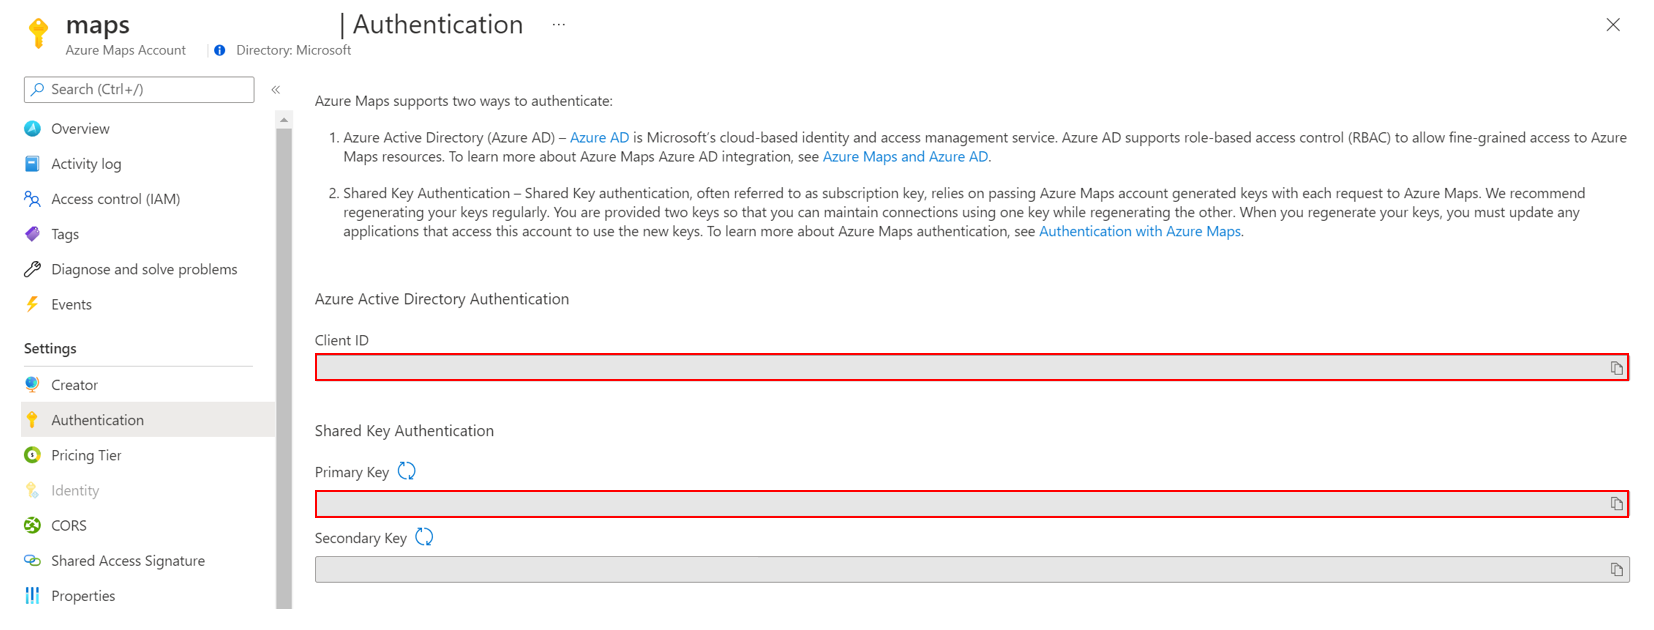 maps | Authentication ...
Azure Maps Account Directory: Microsoft
Search (Ctrl+/)
Overview
Activity log
Access control (IAM)
Tags
Diagnose and solve problems
Events
Settings
Creator
Authentication
Pricing Tier
Identity
CORS
Shared Access Signature
Properties
Azure Maps supports two ways to authenticate:
1. Azure Active Directory (Azure AD) – Azure AD is Microsoft's cloud-based identity and access management service. Azure AD supports role-based access control (RBAC) to allow fine-grained access to Azure
Maps resources. To learn more about Azure Maps Azure AD integration, see Azure Maps and Azure AD.
2. Shared Key Authentication – Shared Key authentication, often referred to as subscription key, relies on passing Azure Maps account generated keys with each request to Azure Maps. We recommend
regenerating your keys regularly. You are provided two keys so that you can maintain connections using one key while regenerating the other. When you regenerate your keys, you must update any
applications that access this account to use the new keys. To learn more about Azure Maps authentication, see Authentication with Azure Maps.
Azure Active Directory Authentication
Client ID
Shared Key Authentication
Primary Key
Secondary Key